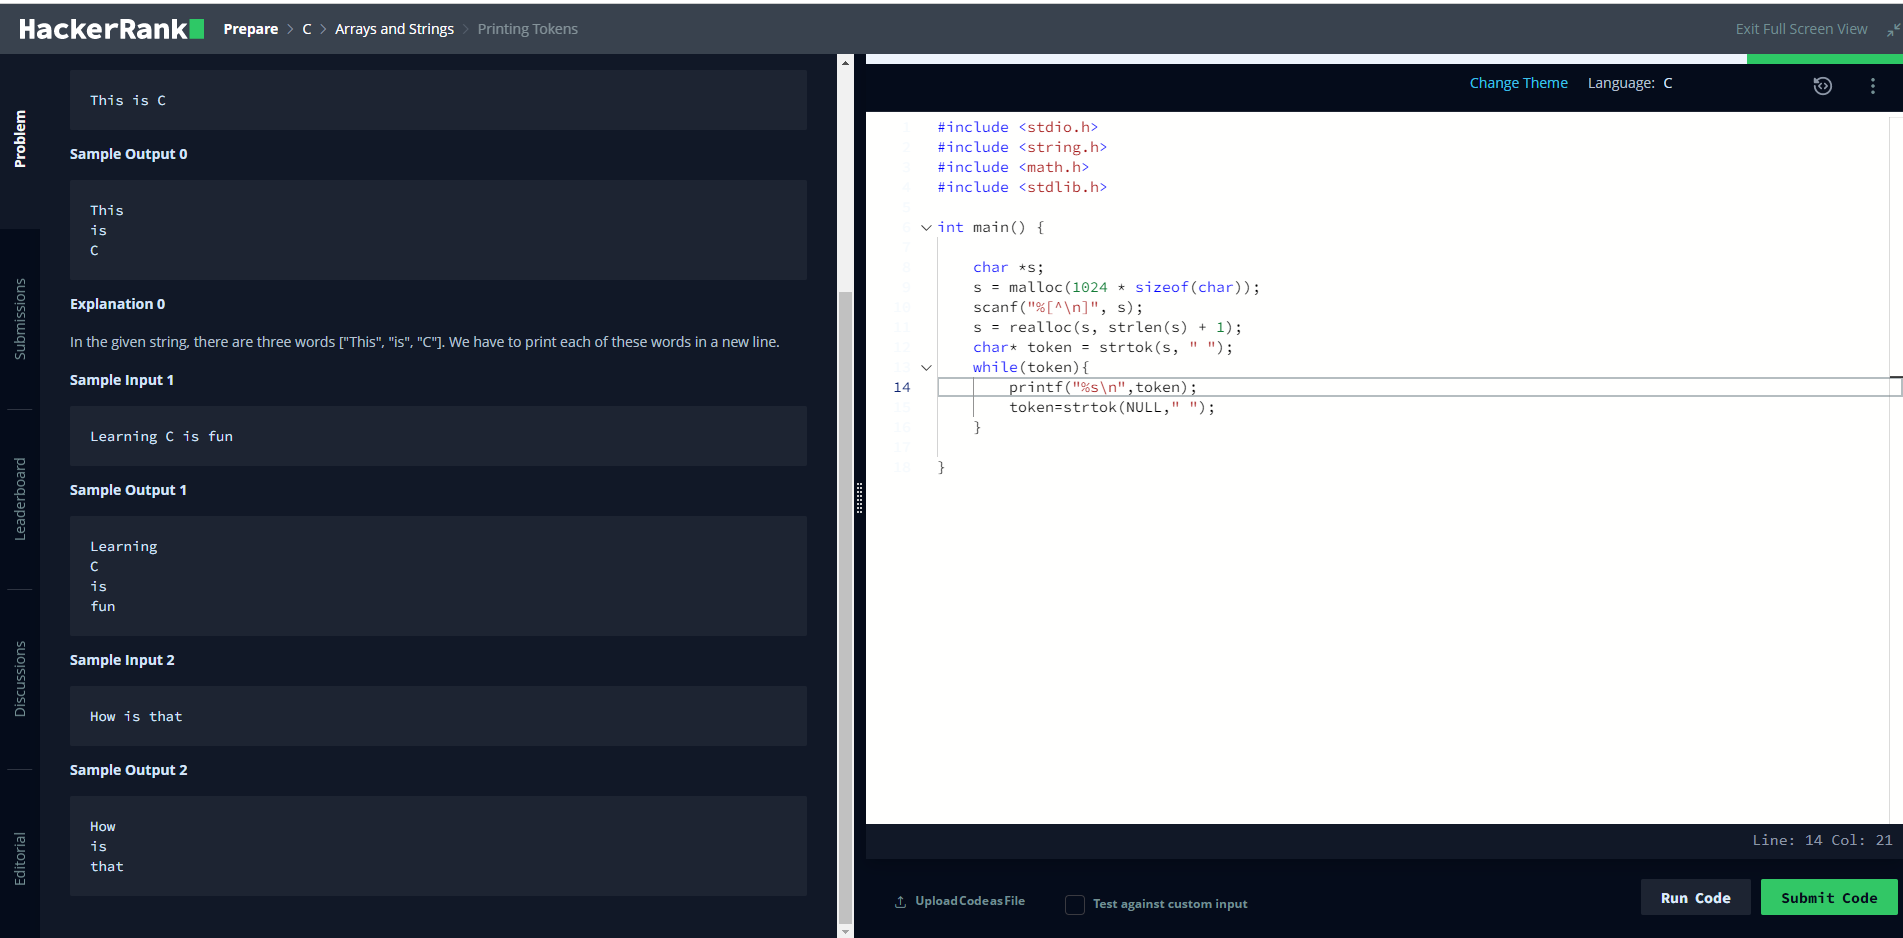 HackerRank
Prepare > C > Arrays and Strings > Printing Tokens
Exit Full Screen View
Problem
Submissions
Leaderboard
Discussions
Editorial
This is C
Sample Output 0
This
is
C
Explanation 0
In the given string, there are three words ["This", "is", "C"]. We have to print each of these words in a new line.
Sample Input 1
Learning C is fun
Sample Output 1
Learning
C
is
fun
Sample Input 2
How is that
Sample Output 2
How
is
that
Change Theme Language: C
1 #include <stdio.h>
2 #include <string.h>
3 #include <math.h>
4 #include <stdlib.h>
5
6 int main() {
7
8 char *s;
9 s = malloc(1024 * sizeof(char));
10 scanf("%[^\n]", s);
11 s = realloc(s, strlen(s) + 1);
12 char* token = strtok(s, " ");
13 while(token){
14 printf("%s\n",token);
15 token=strtok(NULL," ");
16 }
17
18 }
Line: 14 Col: 21
Upload Code as File
Test against custom input
Run Code
Submit Code